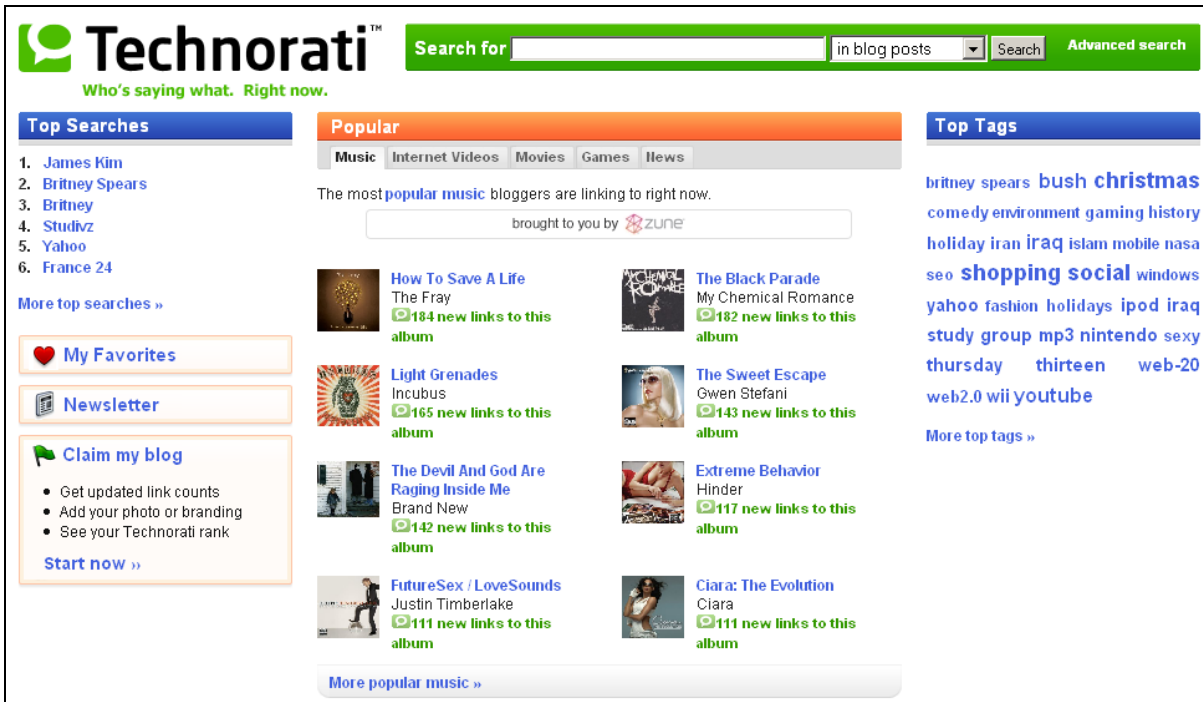 Technorati™
Who's saying what. Right now.
Search for
in blog posts
Search
Advanced search
Top Searches
1. James Kim
2. Britney Spears
3. Britney
4. Studivz
5. Yahoo
6. France 24
More top searches »
My Favorites
Newsletter
Claim my blog
• Get updated link counts
• Add your photo or branding
• See your Technorati rank
Start now »
Popular
Music Internet Videos Movies Games News
The most popular music bloggers are linking to right now.
brought to you by zune
How To Save A Life
The Fray
184 new links to this
album
The Black Parade
My Chemical Romance
182 new links to this
album
Light Grenades
Incubus
165 new links to this
album
The Sweet Escape
Gwen Stefani
143 new links to this
album
The Devil And God Are
Raging Inside Me
Brand New
142 new links to this
album
Extreme Behavior
Hinder
117 new links to this
album
FutureSex / LoveSounds
Justin Timberlake
111 new links to this
album
Ciara: The Evolution
Ciara
111 new links to this
album
More popular music »
Top Tags
britney spears bush christmas
comedy environment gaming history
holiday iran iraq islam mobile nasa
seo shopping social windows
yahoo fashion holidays ipod iraq
study group mp3 nintendo sexy
thursday thirteen web-20
web2.0 wii youtube
More top tags »